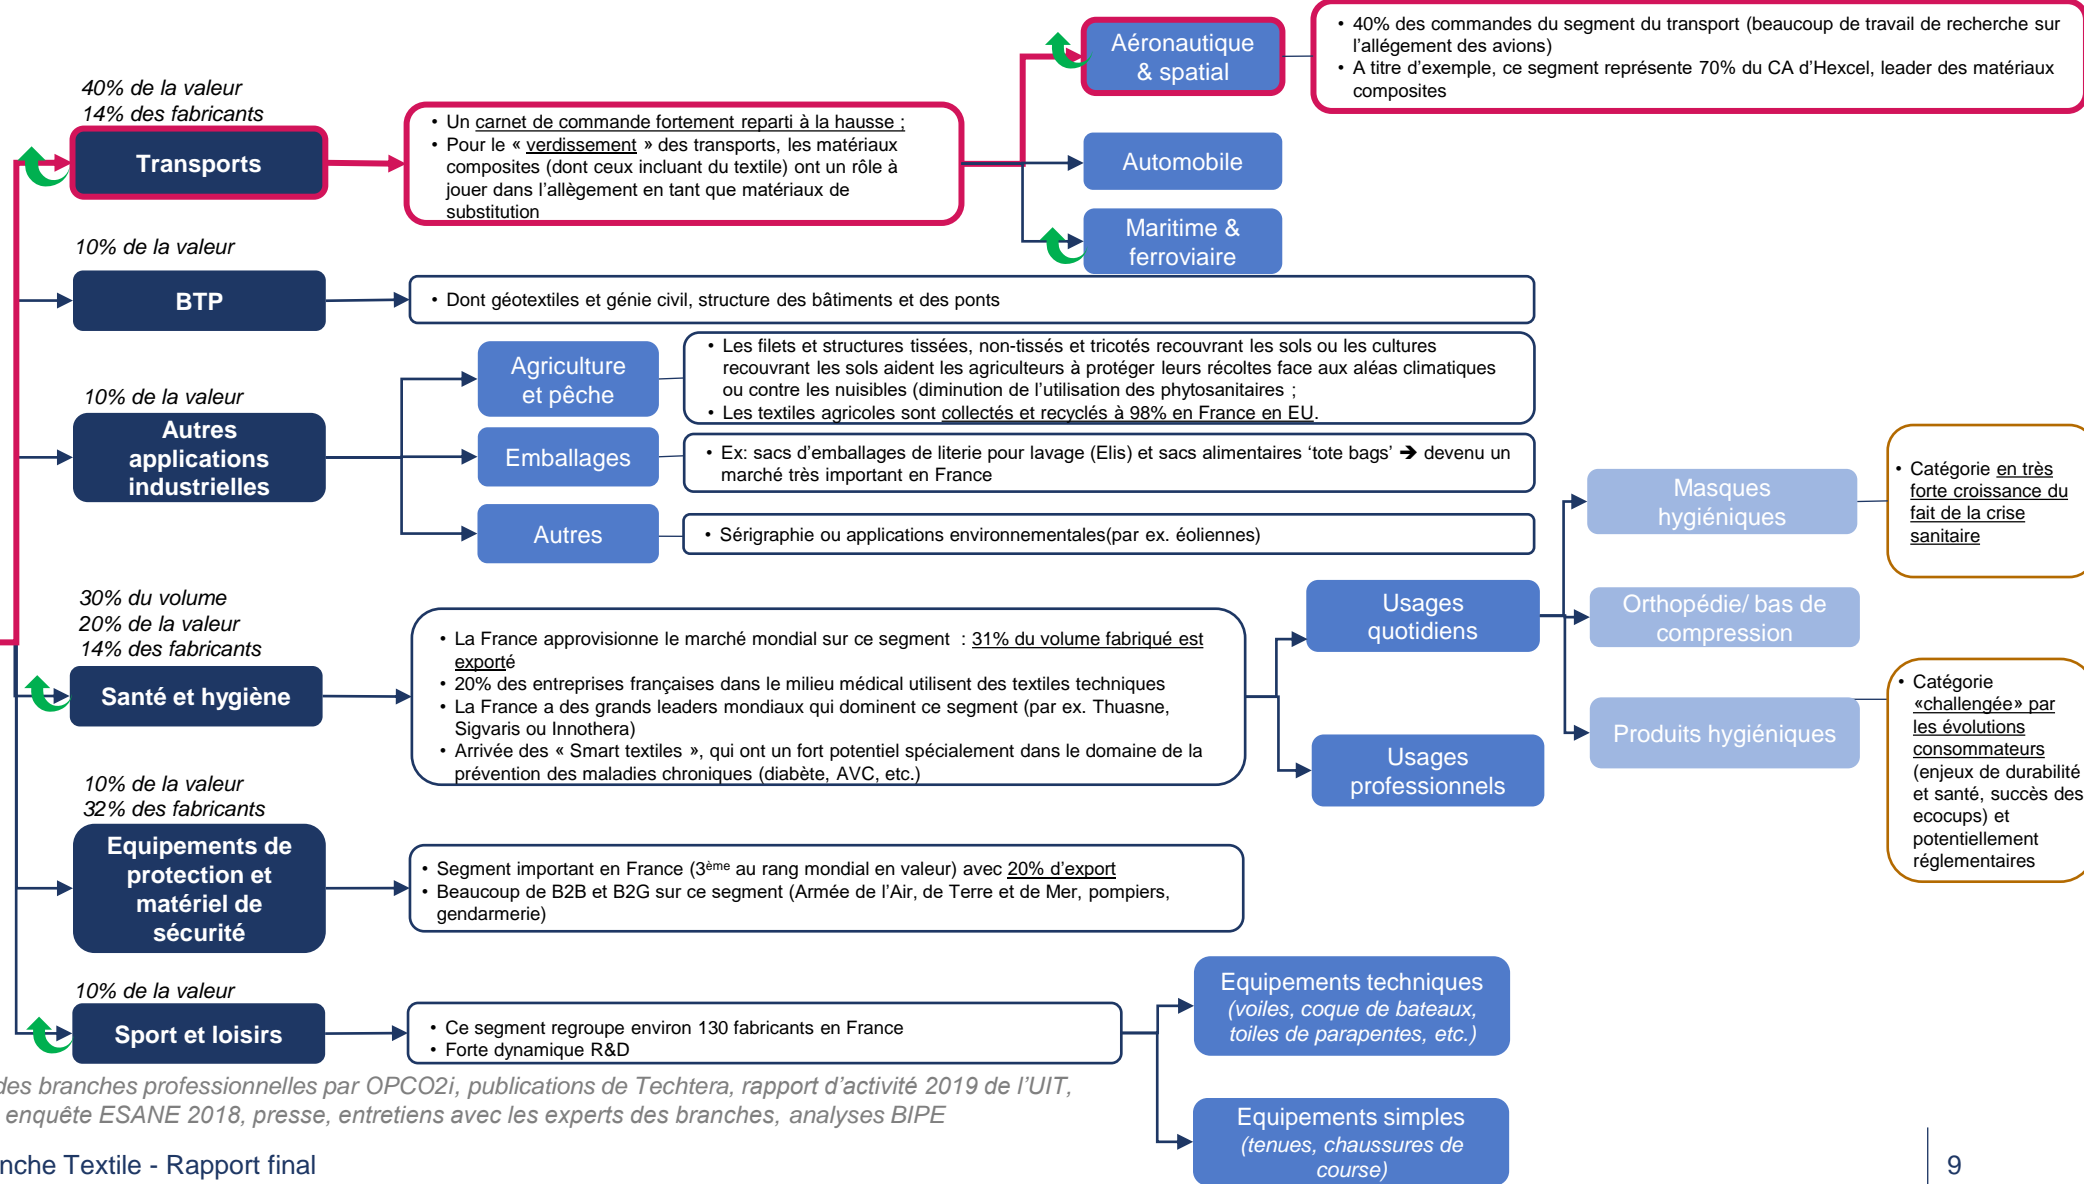 40% de la valeur
14% des fabricants
Transports
• Un carnet de commande fortement reparti à la hausse ;
• Pour le « verdissement » des transports, les matériaux
composites (dont ceux incluant du textile) ont un rôle à
jouer dans l’allègement en tant que matériaux de
substitution
Aéronautique
& spatial
• 40% des commandes du segment du transport (beaucoup de travail de recherche sur
l’allégement des avions)
• A titre d’exemple, ce segment représente 70% du CA d’Hexcel, leader des matériaux
composites
Automobile
Maritime &
ferroviaire
10% de la valeur
BTP
• Dont géotextiles et génie civil, structure des bâtiments et des ponts
10% de la valeur
Autres
applications
industrielles
Agriculture
et pêche
• Les filets et structures tissées, non-tissés et tricotés recouvrant les sols ou les cultures
recouvrant les sols aident les agriculteurs à protéger leurs récoltes face aux aléas climatiques
ou contre les nuisibles (diminution de l’utilisation des phytosanitaires ;
• Les textiles agricoles sont collectés et recyclés à 98% en France en EU.
Emballages
• Ex: sacs d’emballages de literie pour lavage (Elis) et sacs alimentaires ‘tote bags’ ➔ devenu un
marché très important en France
Autres
• Sérigraphie ou applications environnementales(par ex. éoliennes)
30% du volume
20% de la valeur
14% des fabricants
Santé et hygiène
• La France approvisionne le marché mondial sur ce segment : 31% du volume fabriqué est
exporté
• 20% des entreprises françaises dans le milieu médical utilisent des textiles techniques
• La France a des grands leaders mondiaux qui dominent ce segment (par ex. Thuasne,
Sigvaris ou Innothera)
• Arrivée des « Smart textiles », qui ont un fort potentiel spécialement dans le domaine de la
prévention des maladies chroniques (diabète, AVC, etc.)
Usages
quotidiens
Usages
professionnels
Masques
hygiéniques
• Catégorie en très
forte croissance du
fait de la crise
sanitaire
Orthopédie/ bas de
compression
Produits hygiéniques
• Catégorie
«challengée» par
les évolutions
consommateurs
(enjeux de durabilité
et santé, succès des
ecocups) et
potentiellement
réglementaires
10% de la valeur
32% des fabricants
Equipements de
protection et
matériel de
sécurité
• Segment important en France (3ème au rang mondial en valeur) avec 20% d’export
• Beaucoup de B2B et B2G sur ce segment (Armée de l’Air, de Terre et de Mer, pompiers,
gendarmerie)
10% de la valeur
Sport et loisirs
• Ce segment regroupe environ 130 fabricants en France
• Forte dynamique R&D
Equipements techniques
(voiles, coque de bateaux,
toiles de parapentes, etc.)
Equipements simples
(tenues, chaussures de
course)
des branches professionnelles par OPCO2i, publications de Techtera, rapport d’activité 2019 de l’UIT,
enquête ESANE 2018, presse, entretiens avec les experts des branches, analyses BIPE
nche Textile - Rapport final
9